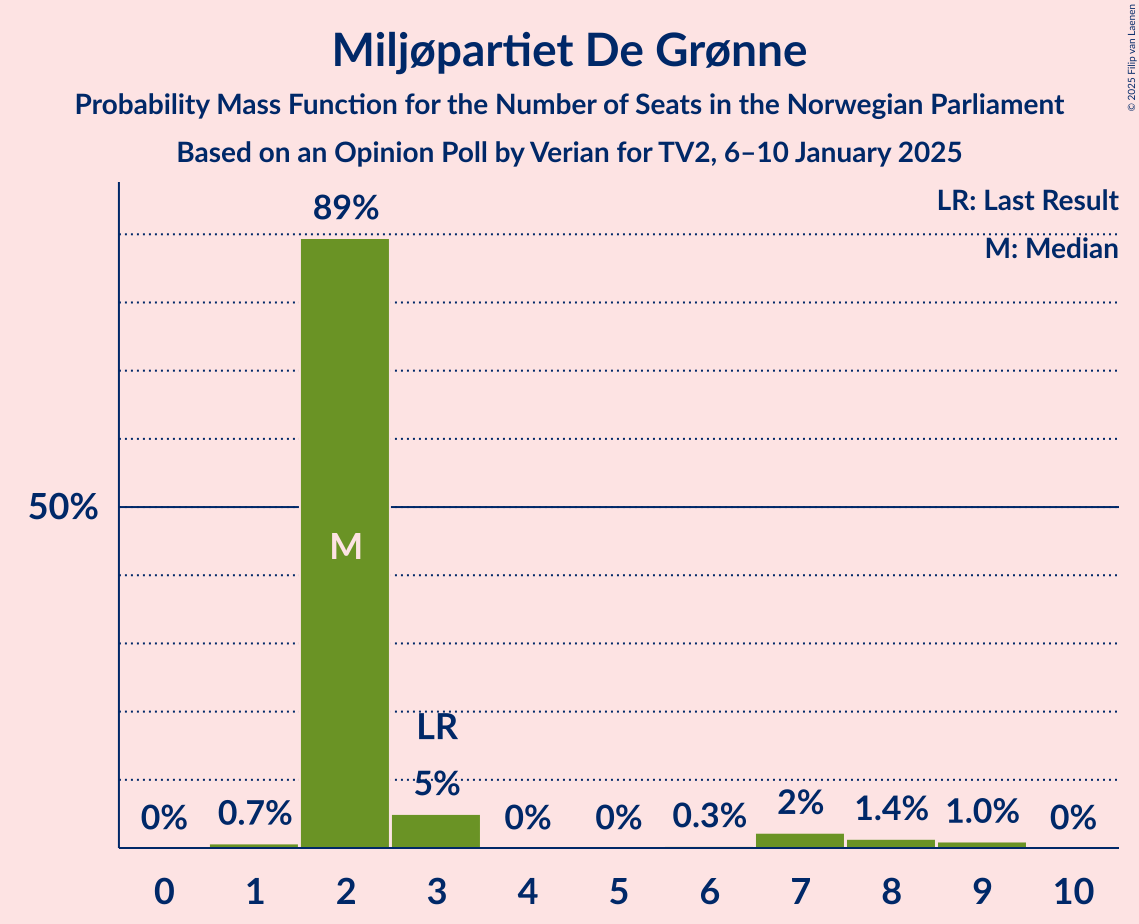 Miljøpartiet De Grønne
Probability Mass Function for the Number of Seats in the Norwegian Parliament
Based on an Opinion Poll by Verian for TV2, 6–10 January 2025
© 2025 Filip van Laenen
LR: Last Result
M: Median
89%
50%
M
LR
0% 0.7% 5% 0% 0% 0.3% 2% 1.4% 1.0% 0%
0 1 2 3 4 5 6 7 8 9 10